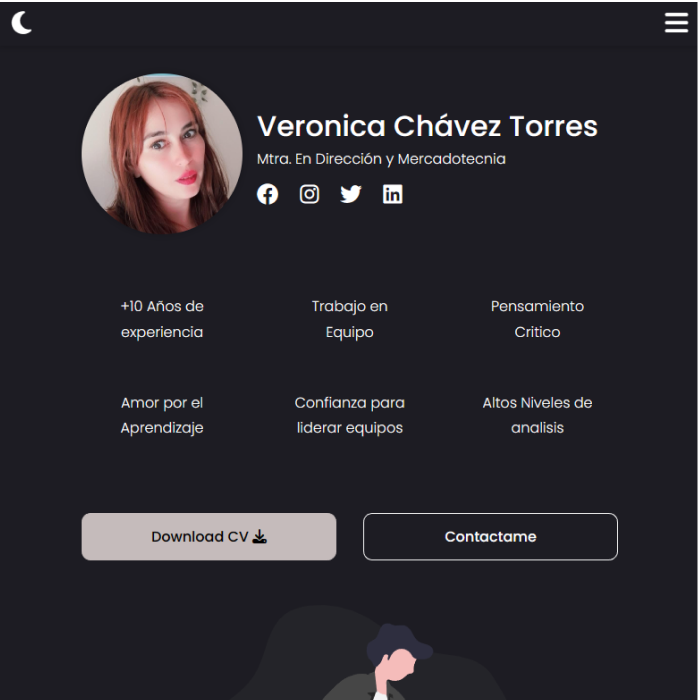 Veronica Chávez Torres
Mtra. En Dirección y Mercadotecnia
+10 Años de
experiencia
Trabajo en
Equipo
Pensamiento
Critico
Amor por el
Aprendizaje
Confianza para
liderar equipos
Altos Niveles de
analisis
Download CV
Contactame